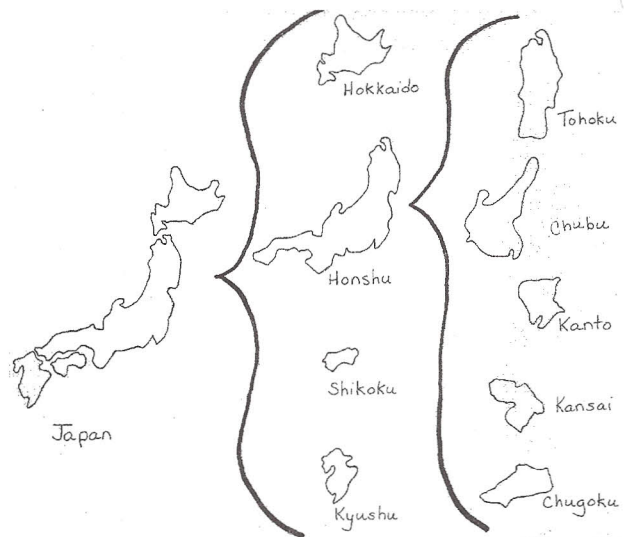 Japan
Hokkaido
Honshu
Shikoku
Kyushu
Tohoku
Chubu
Kanto
Kansai
Chugoku